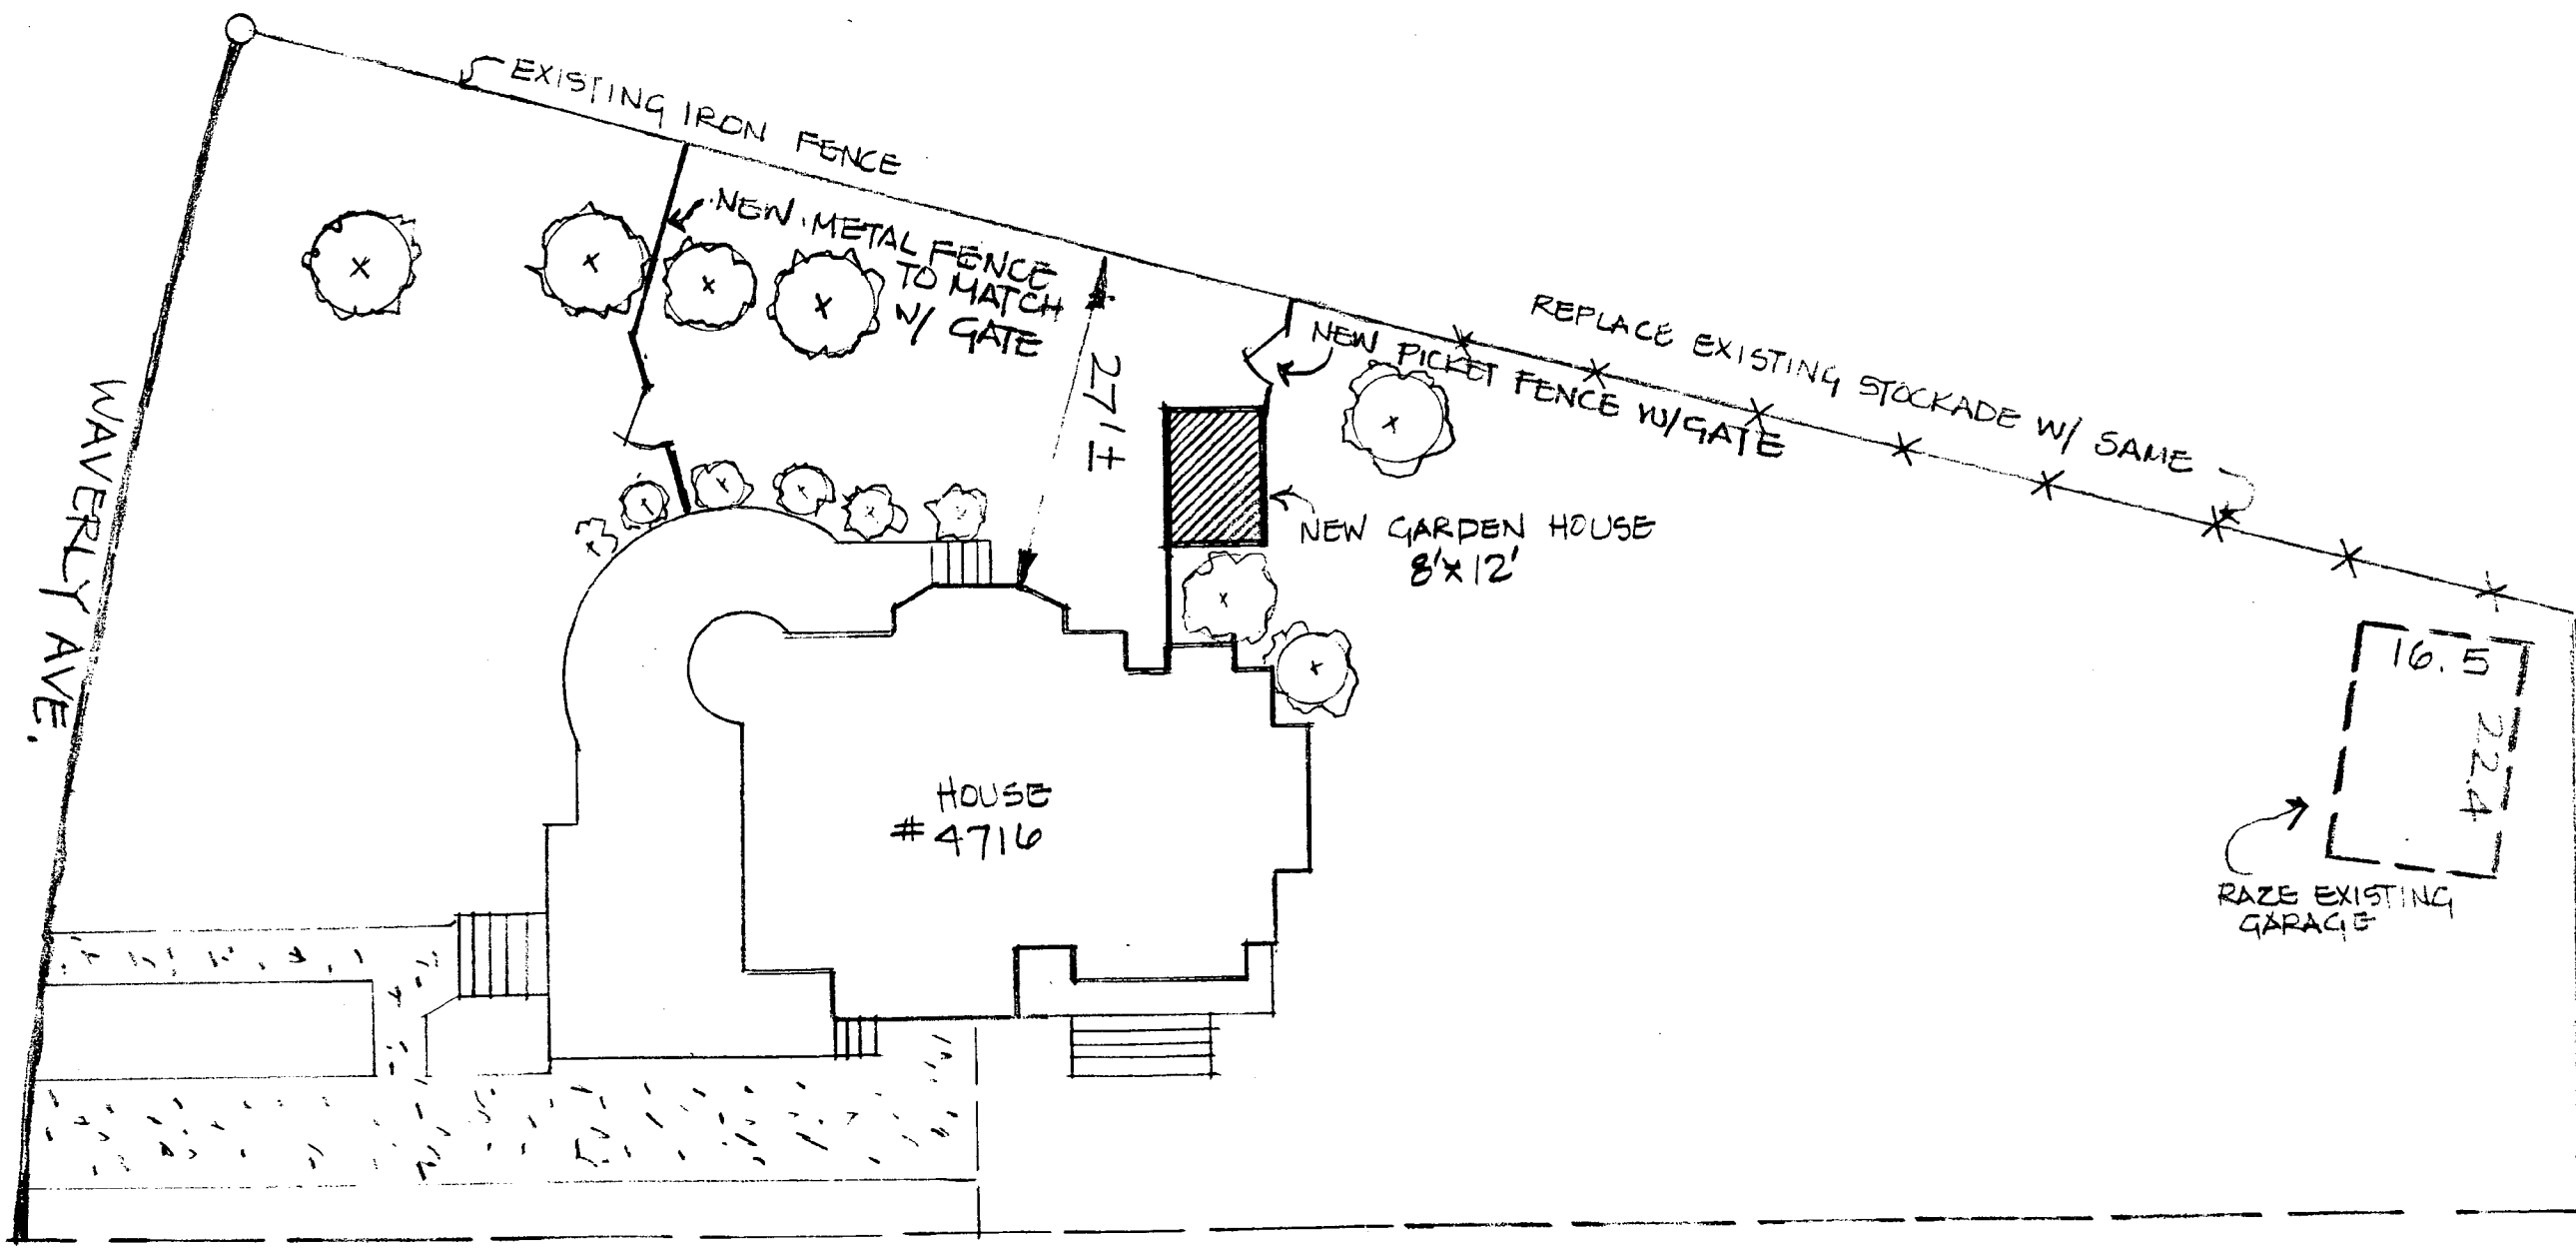 EXISTING IRON FENCE
NEW METAL FENCE
TO MATCH
W/ GATE
27'±
NEW PICKET FENCE W/GATE
REPLACE EXISTING STOCKADE W/ SAME
WAVERLY AVE.
NEW GARDEN HOUSE
8'x12'
16.5
22.4
HOUSE
#4716
RAZE EXISTING
GARAGE